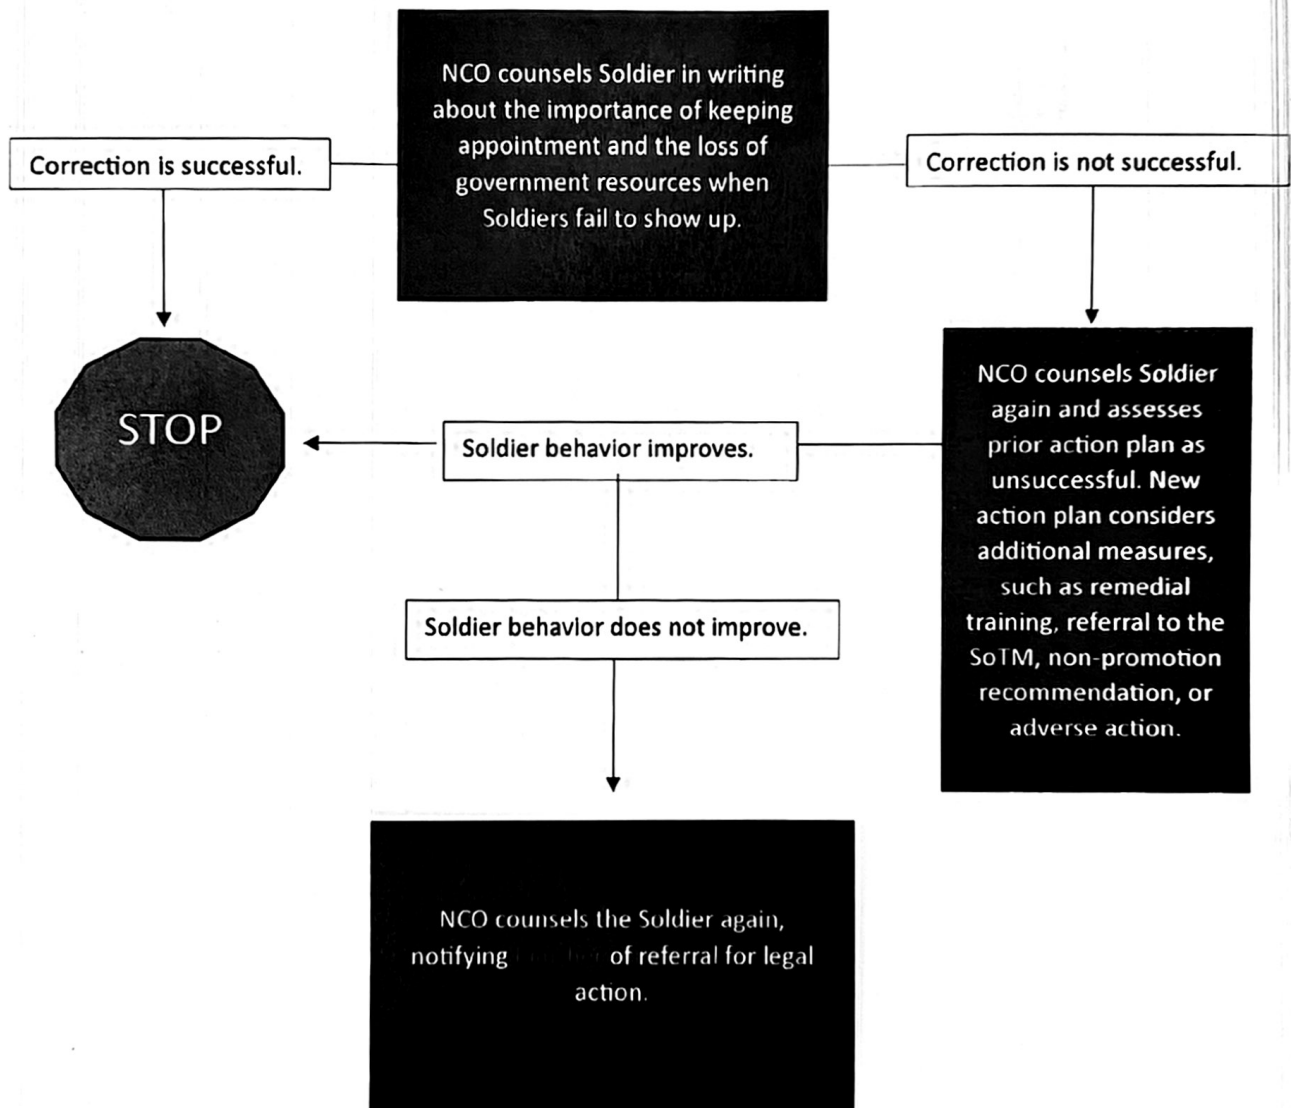 NCO counsels Soldier in writing
about the importance of keeping
appointment and the loss of
government resources when
Soldiers fail to show up.
Correction is successful.
Correction is not successful.
STOP
NCO counsels Soldier
again and assesses
prior action plan as
unsuccessful. New
action plan considers
additional measures,
such as remedial
training, referral to the
SoTM, non-promotion
recommendation, or
adverse action.
Soldier behavior improves.
Soldier behavior does not improve.
NCO counsels the Soldier again,
notifying of referral for legal
action.